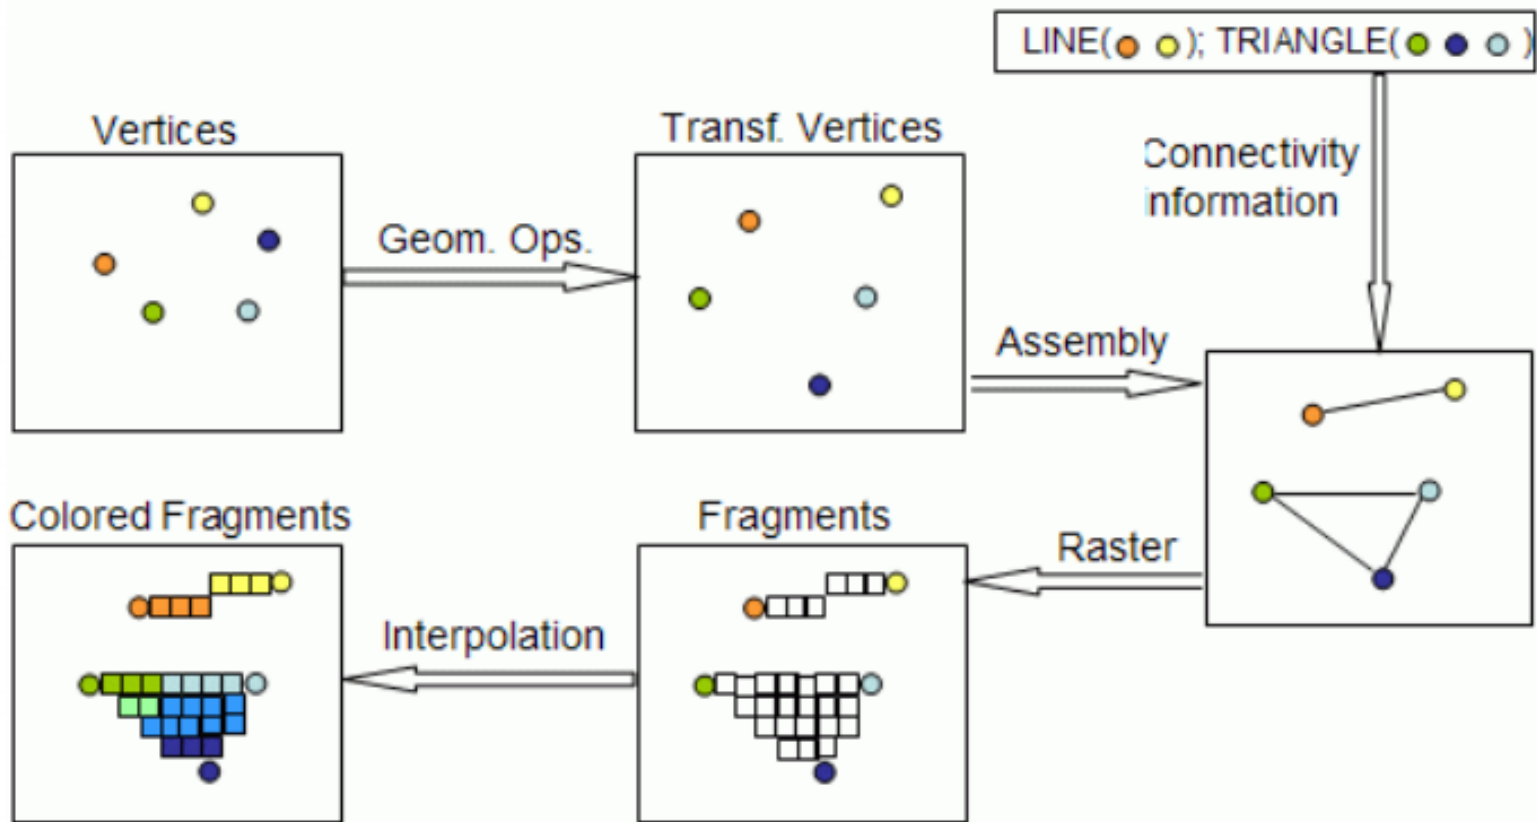 LINE( ); TRIANGLE( )
Vertices
Transf. Vertices
Connectivity
information
Geom. Ops.
Assembly
Colored Fragments
Fragments
Raster
Interpolation